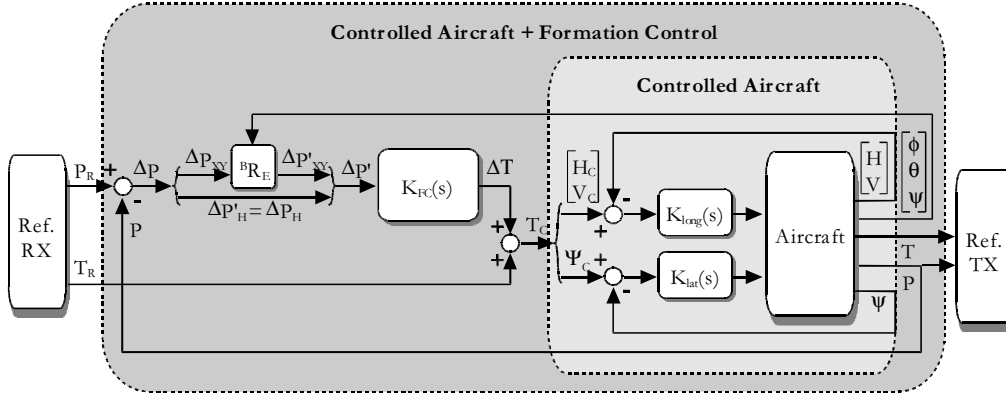 Controlled Aircraft + Formation Control
Controlled Aircraft
Ref.
RX
P_R
+
-
ΔP
P
T_R
ΔP_XY
ᴮR_E
ΔP'_XY
ΔP'_H = ΔP_H
ΔP'
K_FC(s)
ΔT
+
+
T_C
[H_C
V_C]
Ψ_C
+
-
+
-
K_long(s)
K_lat(s)
Aircraft
[H
V]
[ϕ
θ
ψ]
T
P
ψ
Ref.
TX